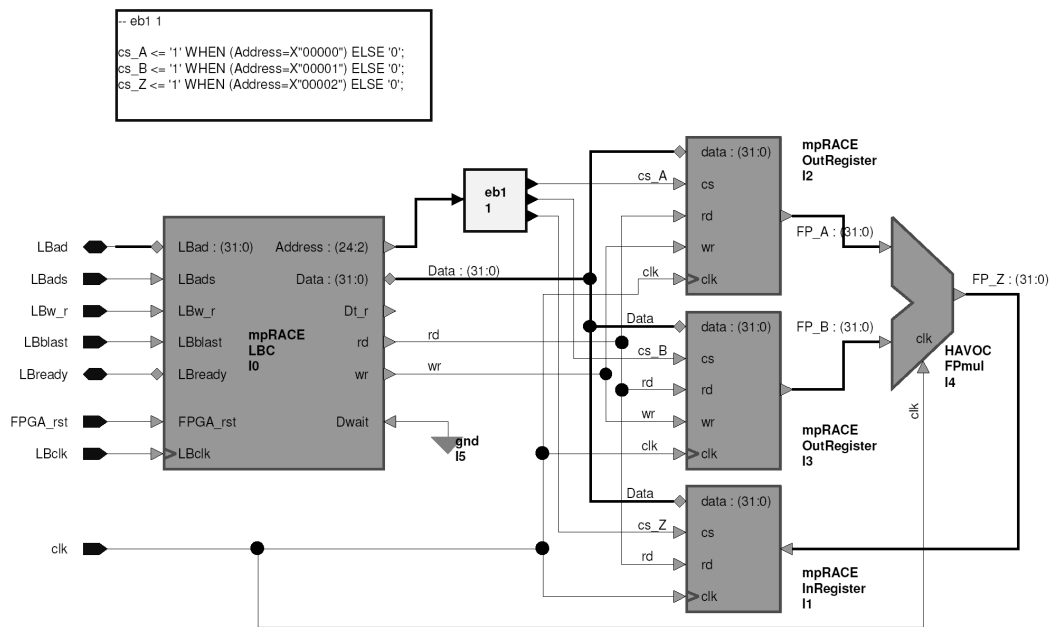 -- eb1 1
cs_A <= '1' WHEN (Address=X"00000") ELSE '0';
cs_B <= '1' WHEN (Address=X"00001") ELSE '0';
cs_Z <= '1' WHEN (Address=X"00002") ELSE '0';
LBad
LBads
LBw_r
LBblast
LBready
FPGA_rst
LBclk
clk
LBad : (31:0)
LBads
LBw_r
LBblast
LBready
FPGA_rst
LBclk
mpRACE
LBC
I0
Address : (24:2)
Data : (31:0)
Dt_r
rd
wr
Dwait
gnd
I5
eb1
1
Data : (31:0)
rd
wr
cs_A
clk
data : (31:0)
cs
rd
wr
clk
mpRACE
OutRegister
I2
Data
cs_B
rd
wr
clk
data : (31:0)
cs
rd
wr
clk
mpRACE
OutRegister
I3
Data
cs_Z
rd
data : (31:0)
cs
rd
clk
mpRACE
InRegister
I1
FP_A : (31:0)
FP_B : (31:0)
clk
clk
HAVOC
FPmul
I4
FP_Z : (31:0)